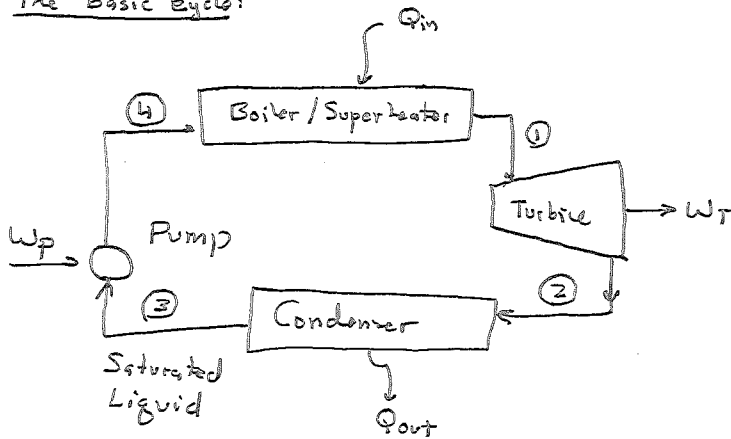 The Basic Cycle:
Qin
④
Boiler/Superheater
①
Turbine
WT
Wp
Pump
③
Condenser
②
Saturated
Liquid
Qout